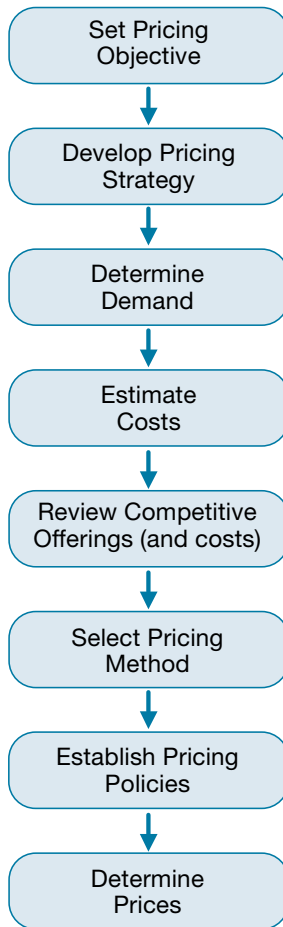 Set Pricing
Objective
Develop Pricing
Strategy
Determine
Demand
Estimate
Costs
Review Competitive
Offerings (and costs)
Select Pricing
Method
Establish Pricing
Policies
Determine
Prices